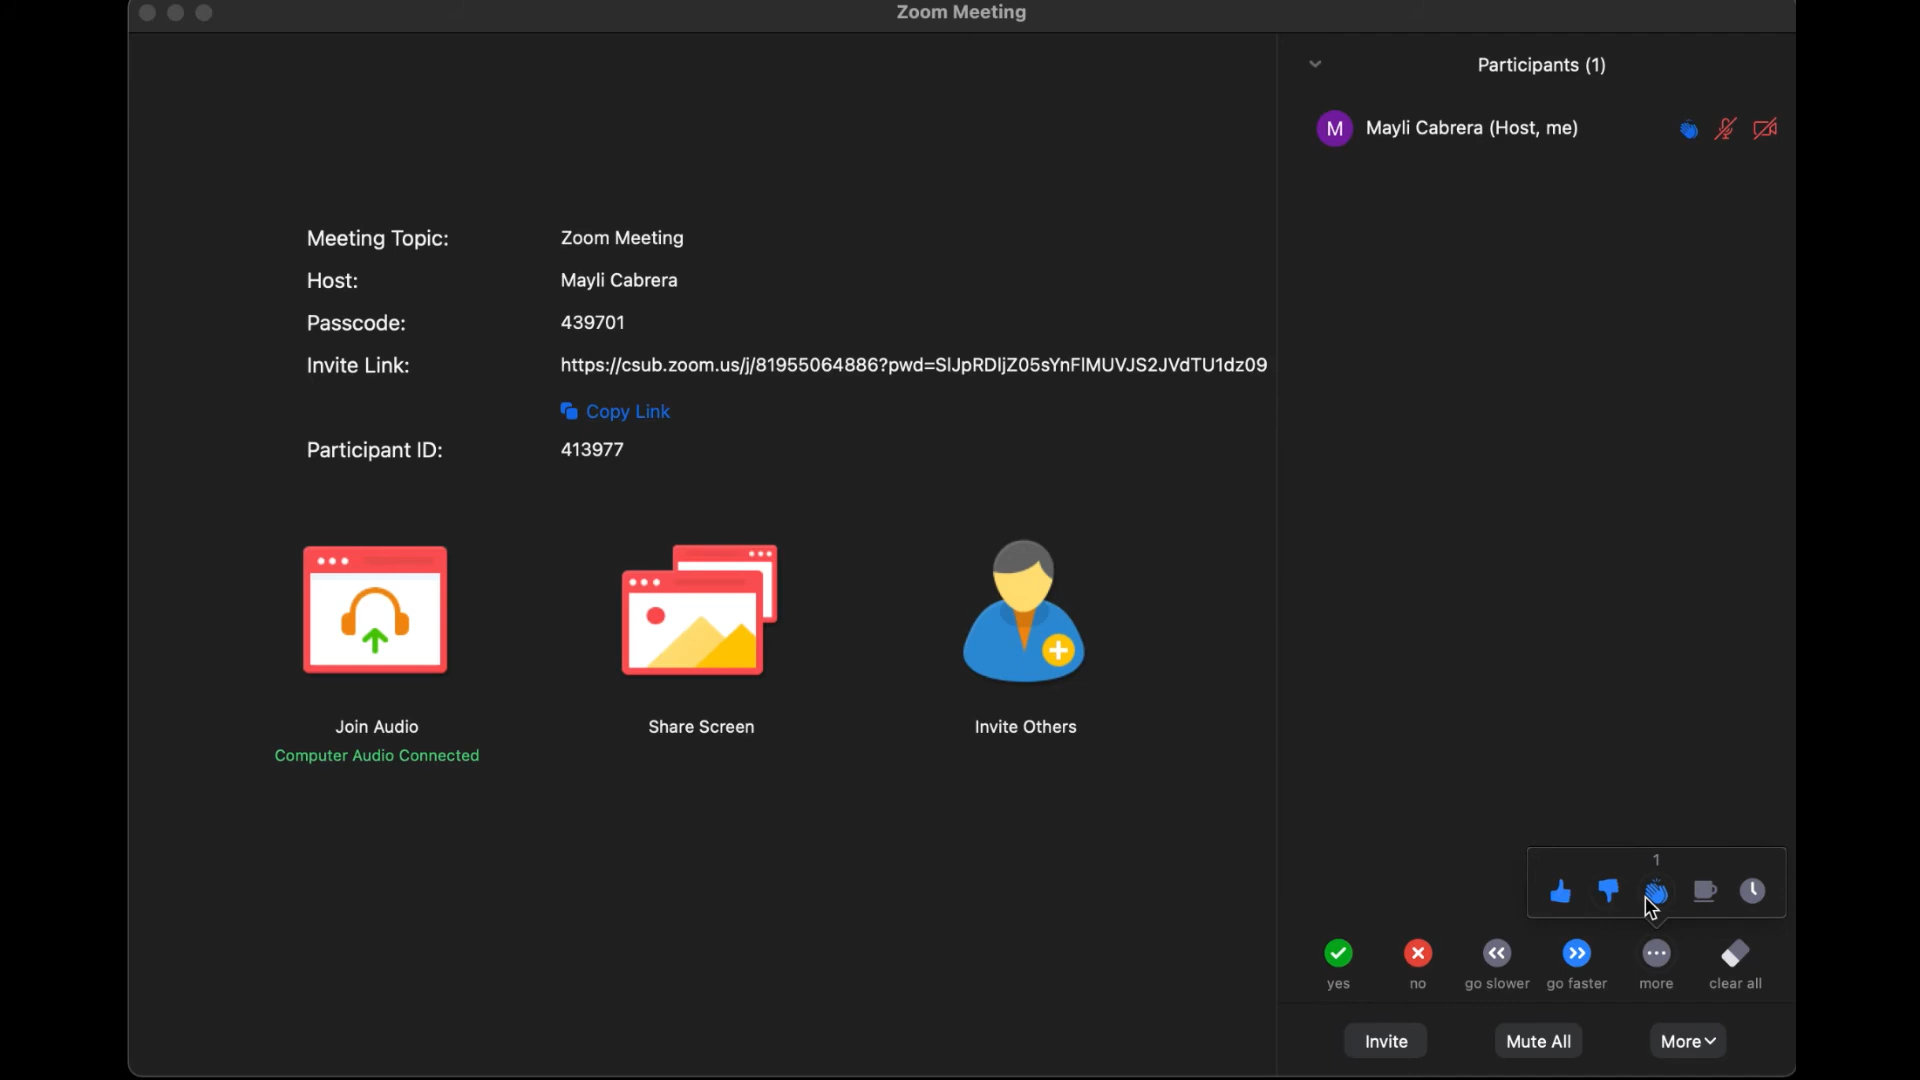 Zoom Meeting
Participants (1)
M Mayli Cabrera (Host, me)
Meeting Topic: Zoom Meeting
Host: Mayli Cabrera
Passcode: 439701
Invite Link: https://csub.zoom.us/j/81955064886?pwd=SlJpRDljZ05sYnFlMUVJS2JVdTU1dz09
Copy Link
Participant ID: 413977
Join Audio
Computer Audio Connected
Share Screen
Invite Others
1
yes no go slower go faster more clear all
Invite Mute All More